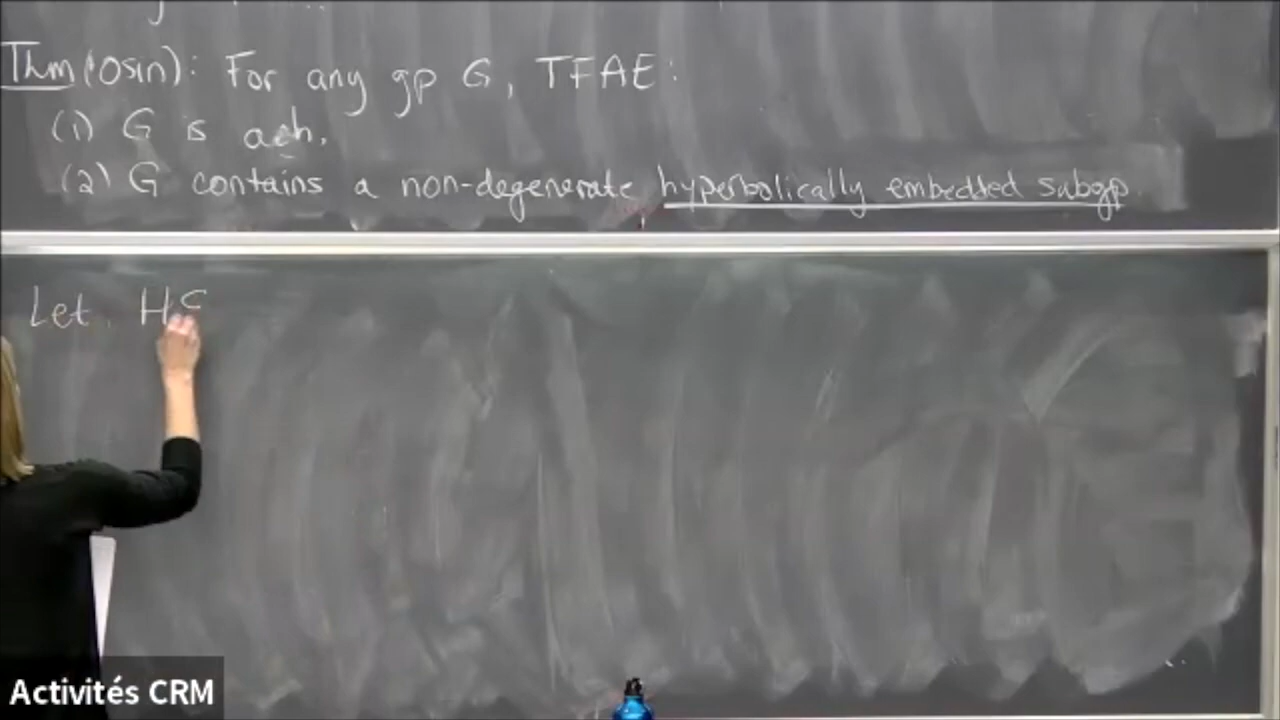 Thm (Osin): For any gp G, TFAE:
(1) G is ach.
(2) G contains a non-degenerate hyperbolically embedded subgp
Let H ⊂
Activités CRM